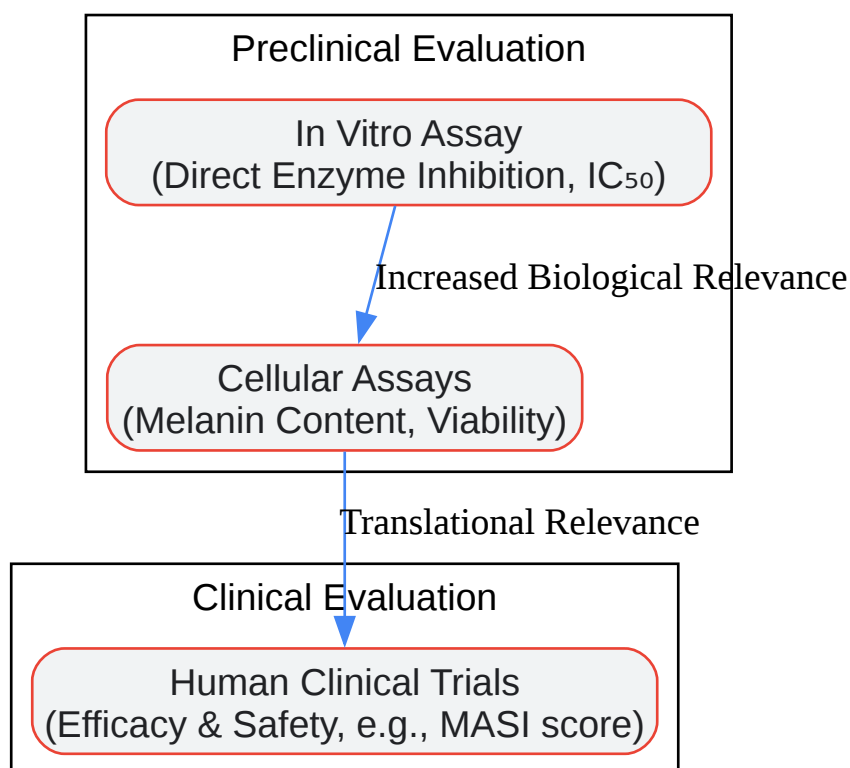 Preclinical Evaluation
In Vitro Assay
(Direct Enzyme Inhibition, IC₅₀)
Increased Biological Relevance
Cellular Assays
(Melanin Content, Viability)
Translational Relevance
Clinical Evaluation
Human Clinical Trials
(Efficacy & Safety, e.g., MASI score)